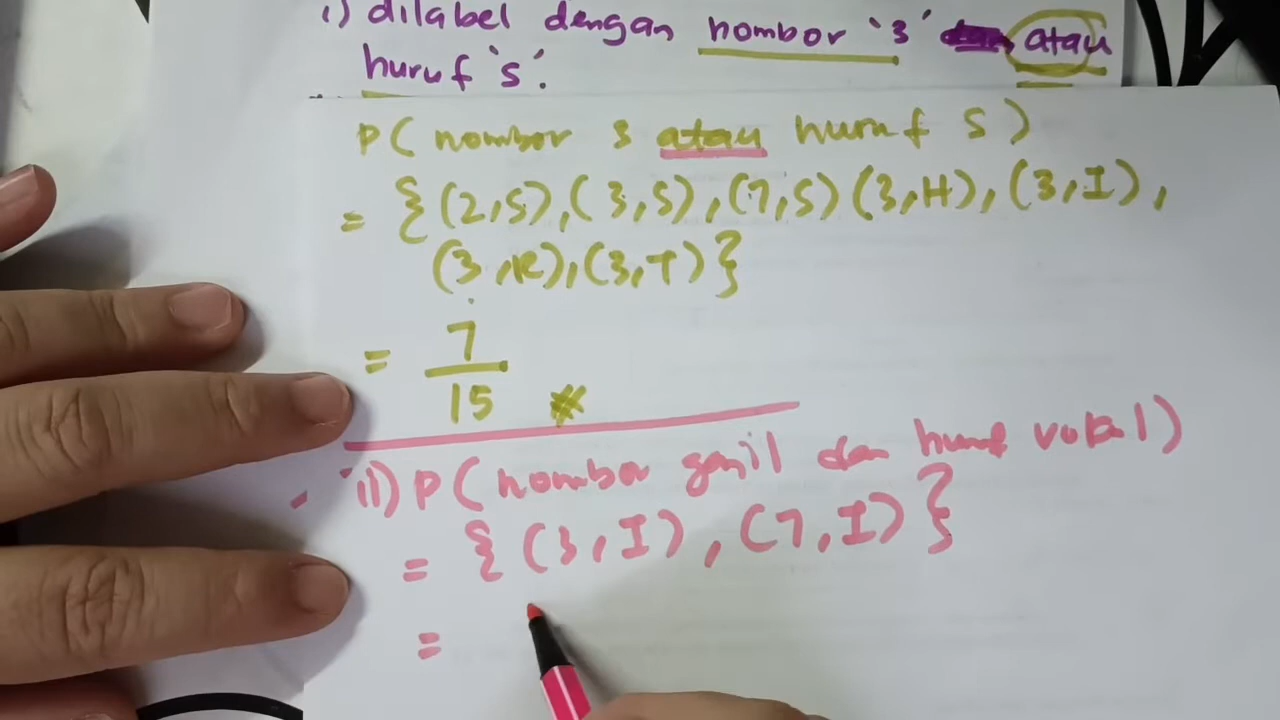 i) dilabel dengan nombor '3' atau
huruf 's'.
P( nombor 3 atau huruf S )
= {(2,S),(3,S),(7,S)(3,H),(3,I),
(3,R),(3,T)}
= 7/15
ii) P( nombor ganjil dan huruf vokal)
= { (3,I), (7,I) }
=